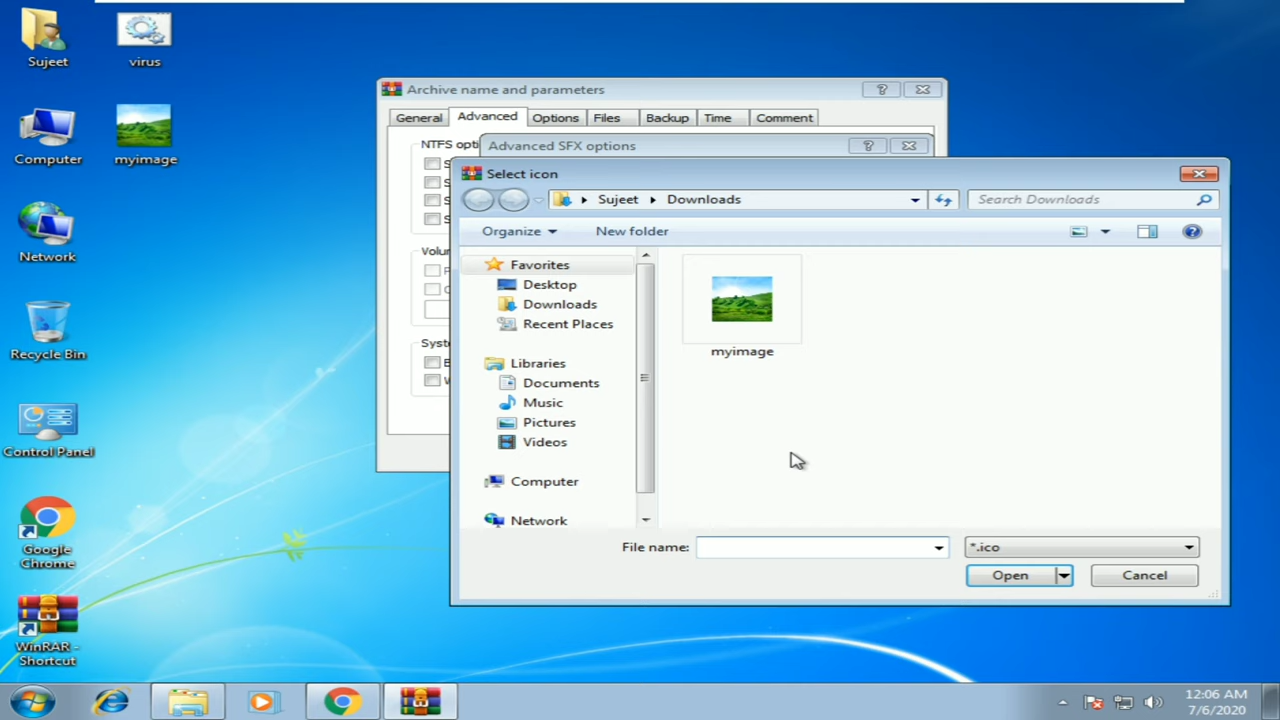 Sujeet
virus
Computer
myimage
Network
Recycle Bin
Control Panel
Google
Chrome
WinRAR -
Shortcut
Archive name and parameters
General
Advanced
Options
Files
Backup
Time
Comment
NTFS opti
Volu
Syste
Advanced SFX options
Select icon
Sujeet
Downloads
Search Downloads
Organize
New folder
Favorites
Desktop
Downloads
Recent Places
Libraries
Documents
Music
Pictures
Videos
Computer
Network
myimage
File name:
*.ico
Open
Cancel
12:06 AM
7/6/2020